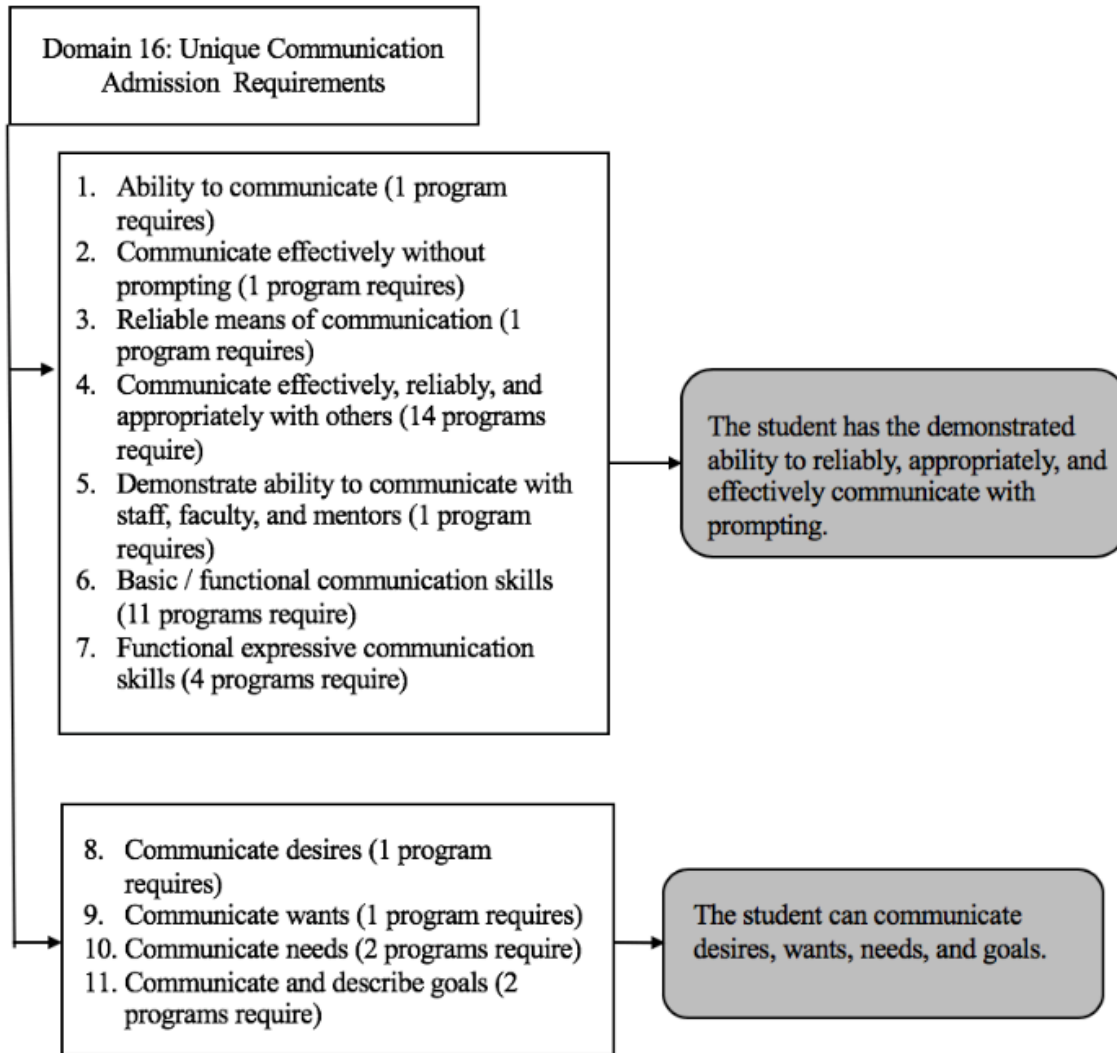 Domain 16: Unique Communication
Admission Requirements
1. Ability to communicate (1 program
requires)
2. Communicate effectively without
prompting (1 program requires)
3. Reliable means of communication (1
program requires)
4. Communicate effectively, reliably, and
appropriately with others (14 programs
require)
5. Demonstrate ability to communicate with
staff, faculty, and mentors (1 program
requires)
6. Basic / functional communication skills
(11 programs require)
7. Functional expressive communication
skills (4 programs require)
The student has the demonstrated
ability to reliably, appropriately, and
effectively communicate with
prompting.
8. Communicate desires (1 program
requires)
9. Communicate wants (1 program requires)
10. Communicate needs (2 programs require)
11. Communicate and describe goals (2
programs require)
The student can communicate
desires, wants, needs, and goals.